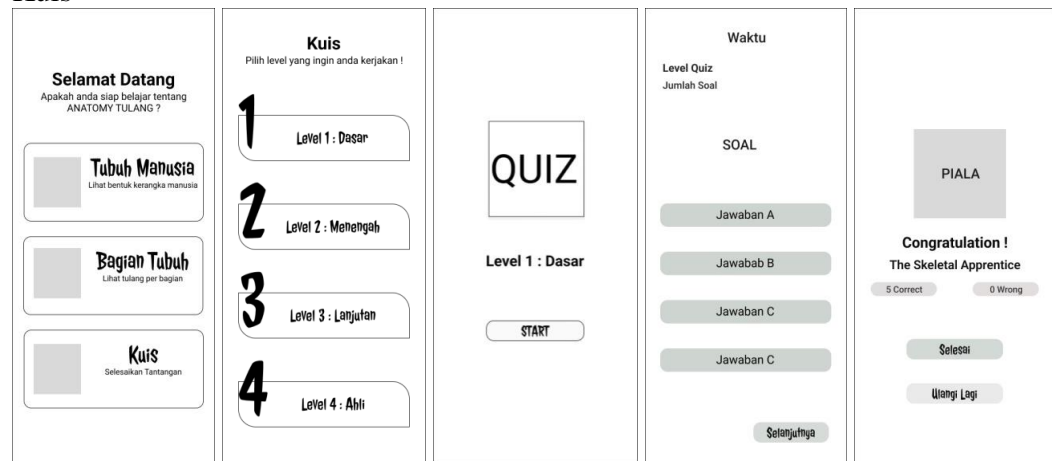 Kuis
Selamat Datang
Apakah anda siap belajar tentang
ANATOMY TULANG ?
Tubuh Manusia
Lihat bentuk kerangka manusia
Bagian Tubuh
Lihat tulang per bagian
Kuis
Selesaikan Tantangan
Kuis
Pilih level yang ingin anda kerjakan !
1
Level 1 : Dasar
2
Level 2 : Menengah
3
Level 3 : Lanjutan
4
Level 4 : Ahli
QUIZ
Level 1 : Dasar
START
Waktu
Level Quiz
Jumlah Soal
SOAL
Jawaban A
Jawabab B
Jawaban C
Jawaban C
Selanjutnya
PIALA
Congratulation !
The Skeletal Apprentice
5 Correct 0 Wrong
Selesai
Ulangi Lagi